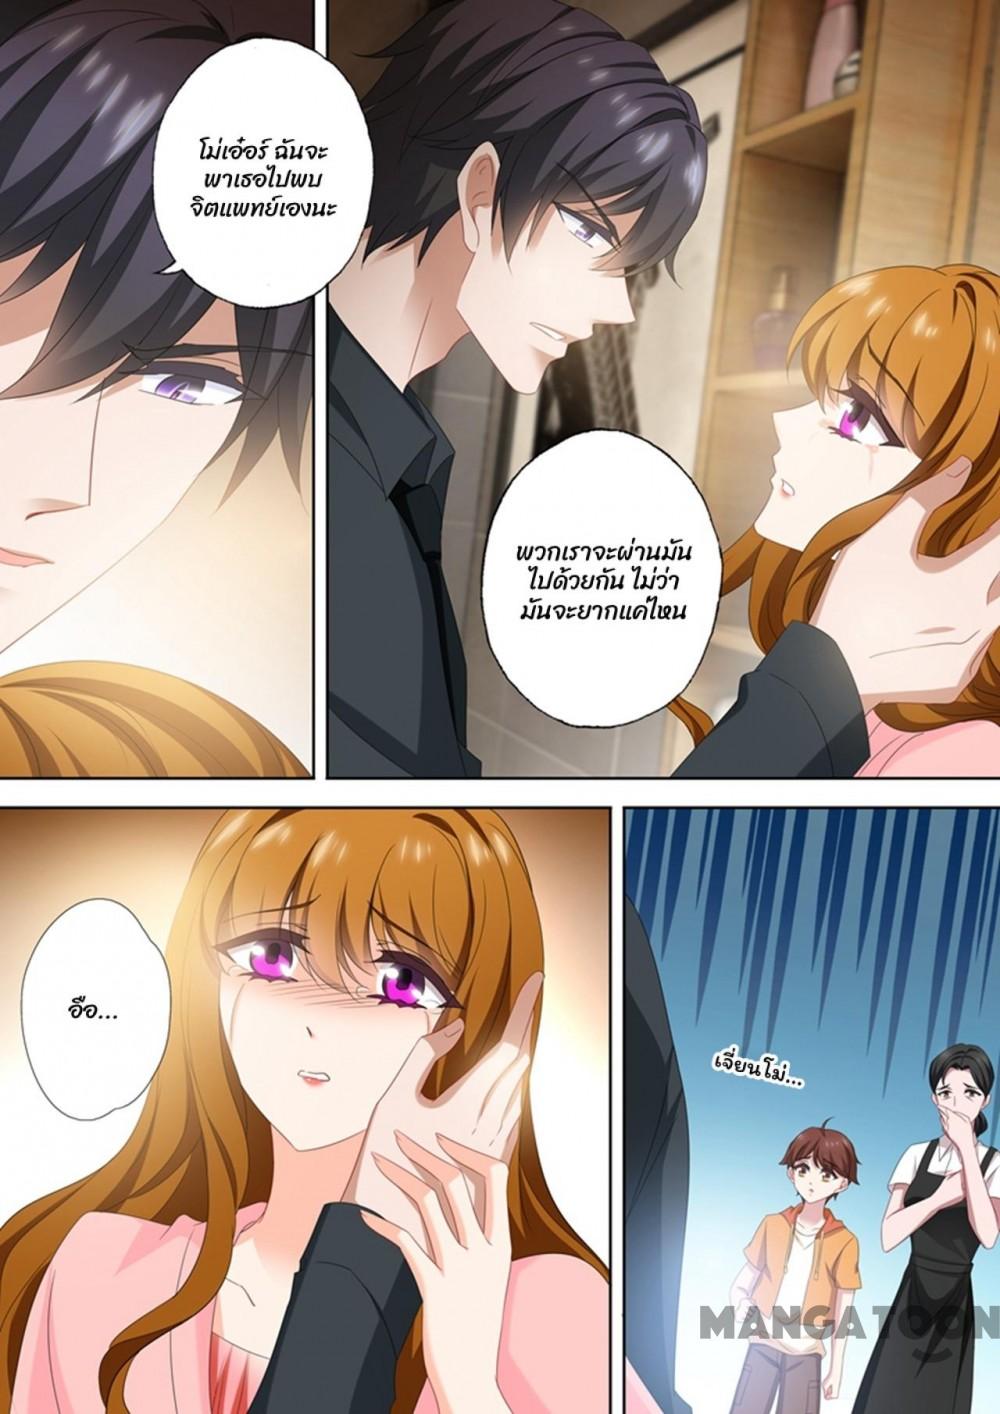 โม่เอ๋อร์ ฉันจะ
พาเธอไปพบ
จิตแพทย์เองนะ
พวกเราจะผ่านมัน
ไปด้วยกัน ไม่ว่า
มันจะยากแค่ไหน
อือ...
เจี่ยนโม่...
MANGATOON